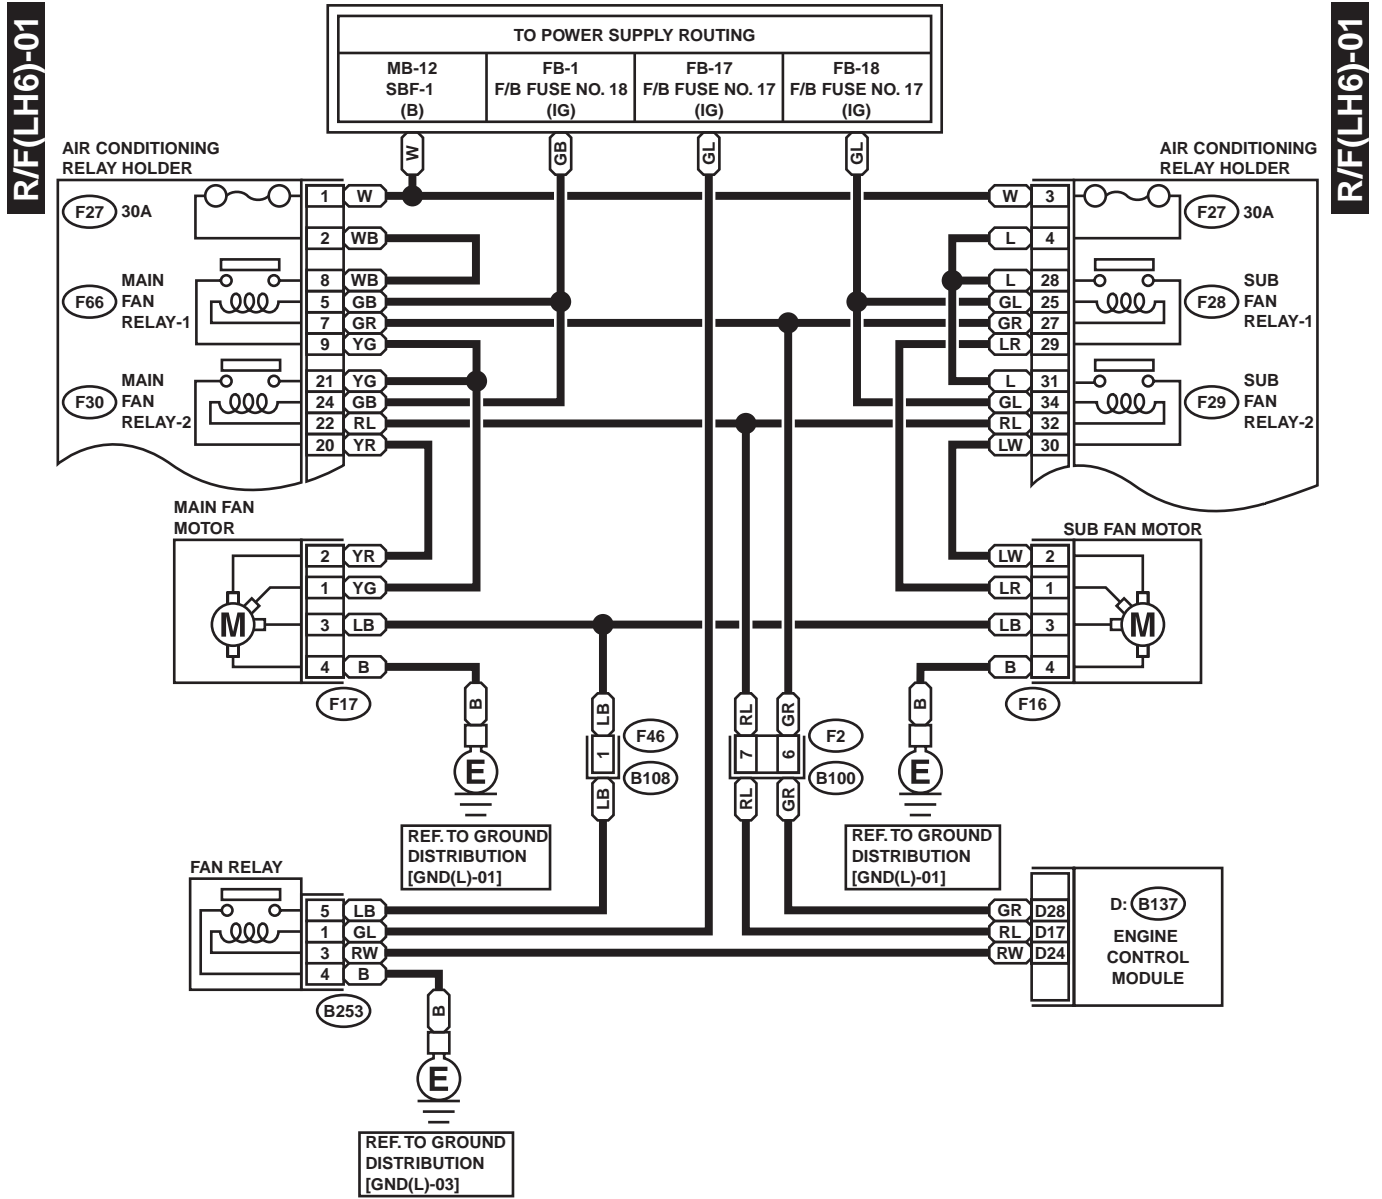 R/F(LH6)-01
R/F(LH6)-01
TO POWER SUPPLY ROUTING
MB-12
SBF-1
(B)
FB-1
F/B FUSE NO. 18
(IG)
FB-17
F/B FUSE NO. 17
(IG)
FB-18
F/B FUSE NO. 17
(IG)
W
GB
GL
GL
AIR CONDITIONING
RELAY HOLDER
F27 30A
F66
MAIN
FAN
RELAY-1
F30
MAIN
FAN
RELAY-2
1 W
2 WB
8 WB
5 GB
7 GR
9 YG
21 YG
24 GB
22 RL
20 YR
AIR CONDITIONING
RELAY HOLDER
F27 30A
F28
SUB
FAN
RELAY-1
F29
SUB
FAN
RELAY-2
W 3
L 4
L 28
GL 25
GR 27
LR 29
L 31
GL 34
RL 32
LW 30
MAIN FAN
MOTOR
M
2 YR
1 YG
3 LB
4 B
F17
SUB FAN MOTOR
M
LW 2
LR 1
LB 3
B 4
F16
B
E
REF. TO GROUND
DISTRIBUTION
[GND(L)-01]
LB
1
LB
F46
B108
RL
GR
7
6
RL
GR
F2
B100
B
E
REF. TO GROUND
DISTRIBUTION
[GND(L)-01]
FAN RELAY
5 LB
1 GL
3 RW
4 B
B253
B
E
REF. TO GROUND
DISTRIBUTION
[GND(L)-03]
GR D28
RL D17
RW D24
D: B137
ENGINE
CONTROL
MODULE